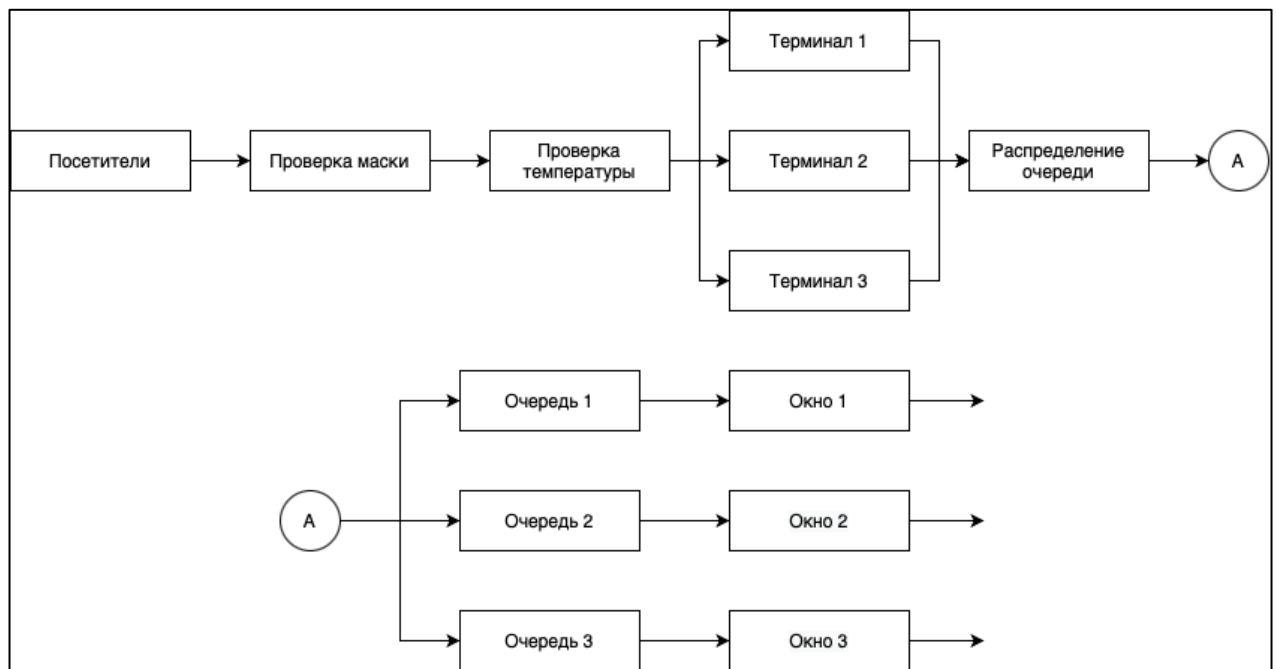 Терминал 1
Посетители
Проверка маски
Проверка
температуры
Терминал 2
Распределение
очереди
А
Терминал 3
Очередь 1
Окно 1
А
Очередь 2
Окно 2
Очередь 3
Окно 3